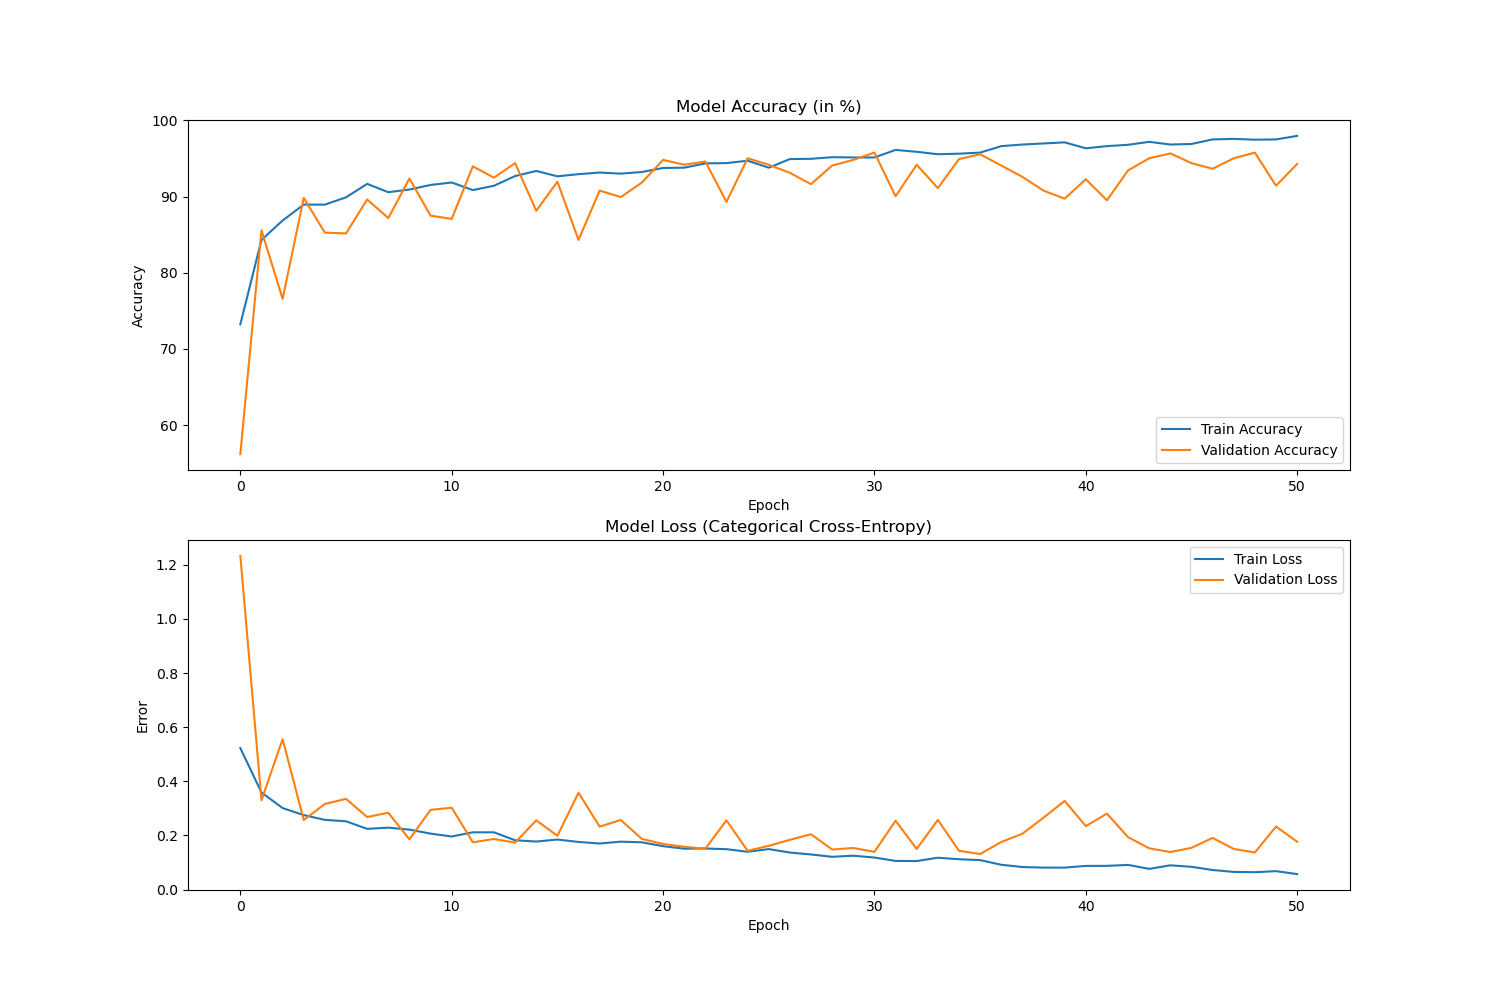 Model Accuracy (in %)
100
90
80
70
60
Accuracy
Train Accuracy
Validation Accuracy
0 10 20 30 40 50
Epoch
Model Loss (Categorical Cross-Entropy)
1.2
1.0
0.8
0.6
0.4
0.2
0.0
Error
Train Loss
Validation Loss
0 10 20 30 40 50
Epoch